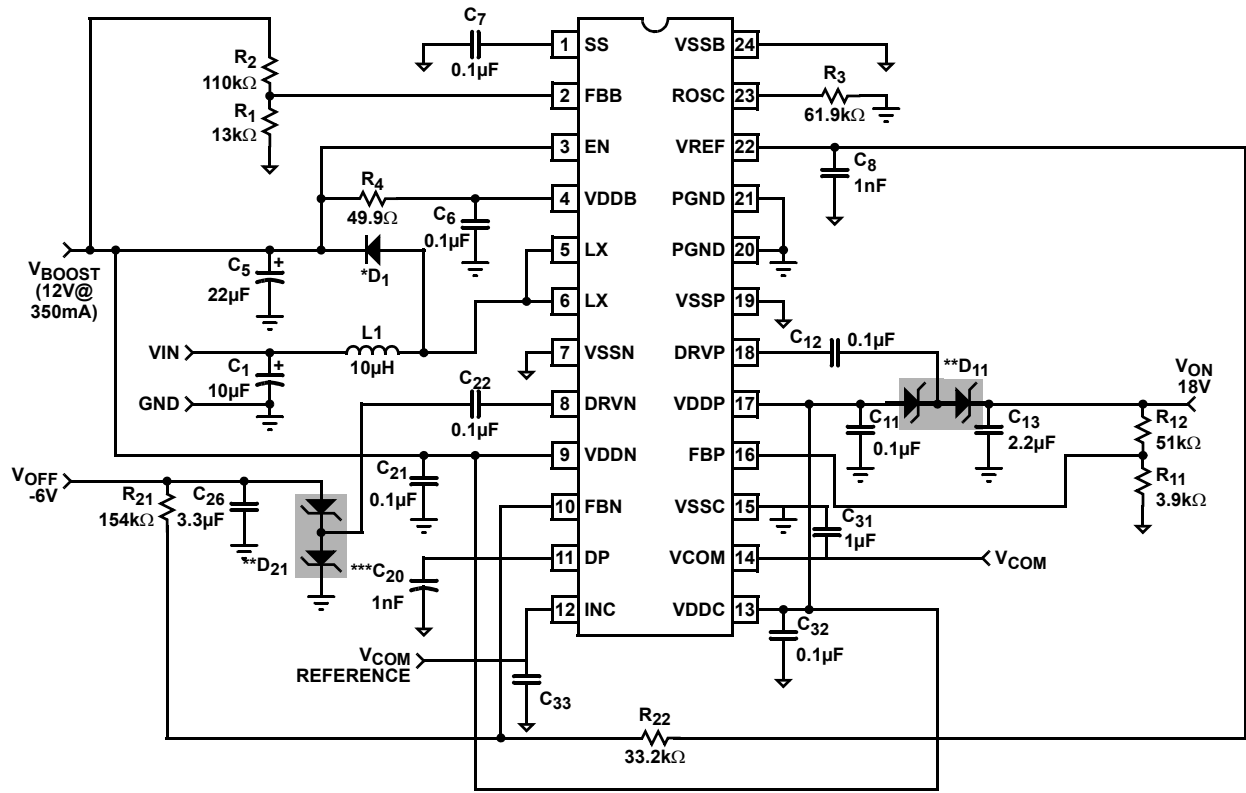 C7
0.1µF
R2
110kΩ
R1
13kΩ
R4
49.9Ω
C6
0.1µF
VBOOST
(12V@
350mA)
C5
+
22µF
*D1
VIN
L1
10µH
C1
+
10µF
GND
C22
0.1µF
VOFF
-6V
R21
154kΩ
C26
3.3µF
**D21
C21
0.1µF
***C20
1nF
VCOM
REFERENCE
C33
1 SS
2 FBB
3 EN
4 VDDB
5 LX
6 LX
7 VSSN
8 DRVN
9 VDDN
10 FBN
11 DP
12 INC
VSSB 24
ROSC 23
VREF 22
PGND 21
PGND 20
VSSP 19
DRVP 18
VDDP 17
FBP 16
VSSC 15
VCOM 14
VDDC 13
R3
61.9kΩ
C8
1nF
C12 0.1µF
**D11
VON
18V
C11
0.1µF
C13
2.2µF
R12
51kΩ
R11
3.9kΩ
C31
1µF
VCOM
C32
0.1µF
R22
33.2kΩ